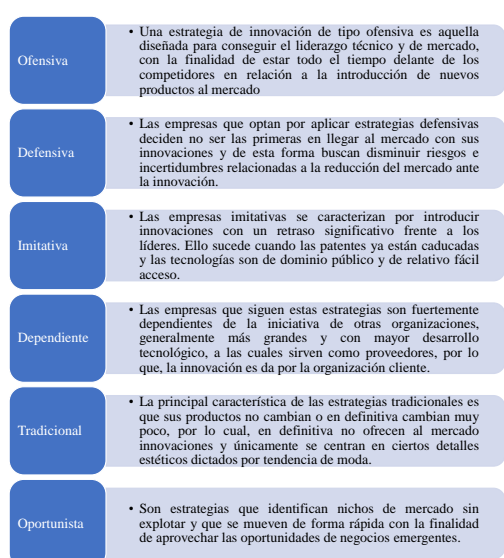 Ofensiva
• Una estrategia de innovación de tipo ofensiva es aquella
diseñada para conseguir el liderazgo técnico y de mercado,
con la finalidad de estar todo el tiempo delante de los
competidores en relación a la introducción de nuevos
productos al mercado
Defensiva
• Las empresas que optan por aplicar estrategias defensivas
deciden no ser las primeras en llegar al mercado con sus
innovaciones y de esta forma buscan disminuir riesgos e
incertidumbres relacionadas a la reducción del mercado ante
la innovación.
Imitativa
• Las empresas imitativas se caracterizan por introducir
innovaciones con un retraso significativo frente a los
líderes. Ello sucede cuando las patentes ya están caducadas
y las tecnologías son de dominio público y de relativo fácil
acceso.
Dependiente
• Las empresas que siguen estas estrategias son fuertemente
dependientes de la iniciativa de otras organizaciones,
generalmente más grandes y con mayor desarrollo
tecnológico, a las cuales sirven como proveedores, por lo
que, la innovación es da por la organización cliente.
Tradicional
• La principal característica de las estrategias tradicionales es
que sus productos no cambian o en definitiva cambian muy
poco, por lo cual, en definitiva no ofrecen al mercado
innovaciones y únicamente se centran en ciertos detalles
estéticos dictados por tendencia de moda.
Oportunista
• Son estrategias que identifican nichos de mercado sin
explotar y que se mueven de forma rápida con la finalidad
de aprovechar las oportunidades de negocios emergentes.